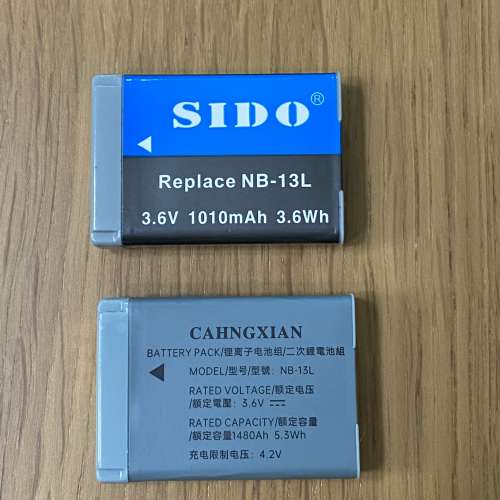 SIDO®
Replace NB-13L
3.6V 1010mAh 3.6Wh
CAHNGXIAN
BATTERY PACK/锂离子电池组/二次鋰電池組
MODEL/型号/型號: NB-13L
RATED VOLTAGE/额定电压
/額定電壓: 3.6V ⎓
RATED CAPACITY/额定容量
/額定容量1480Ah 5.3Wh
充电限制电压: 4.2V